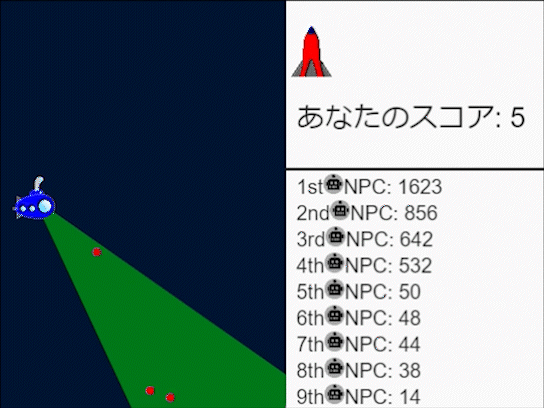 あなたのスコア: 5
1st NPC: 1623
2nd NPC: 856
3rd NPC: 642
4th NPC: 532
5th NPC: 50
6th NPC: 48
7th NPC: 44
8th NPC: 38
9th NPC: 14